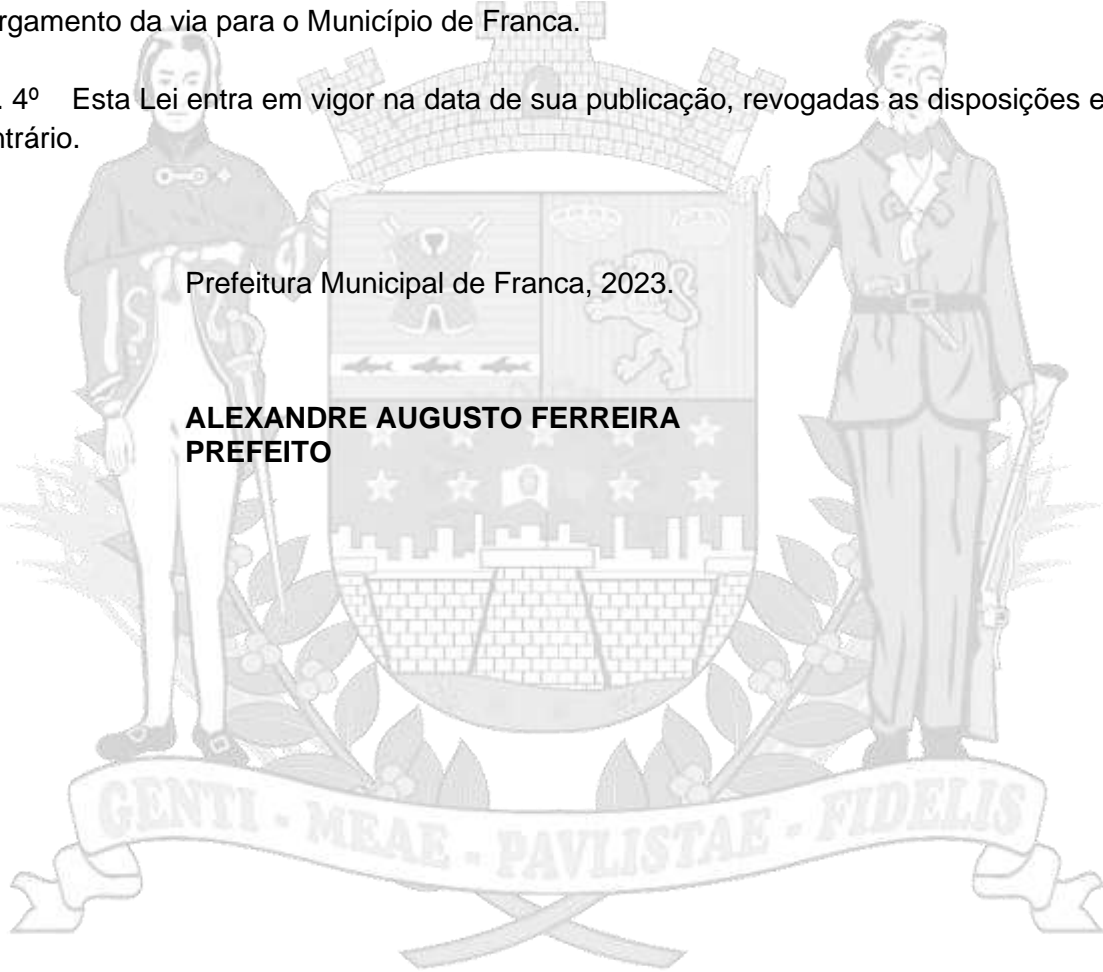 rgamento da via para o Município de Franca.
. 4º Esta Lei entra em vigor na data de sua publicação, revogadas as disposições e
ntrário.
Prefeitura Municipal de Franca, 2023.
ALEXANDRE AUGUSTO FERREIRA
PREFEITO
GENTI - MEAE - PAVLISTAE - FIDELIS